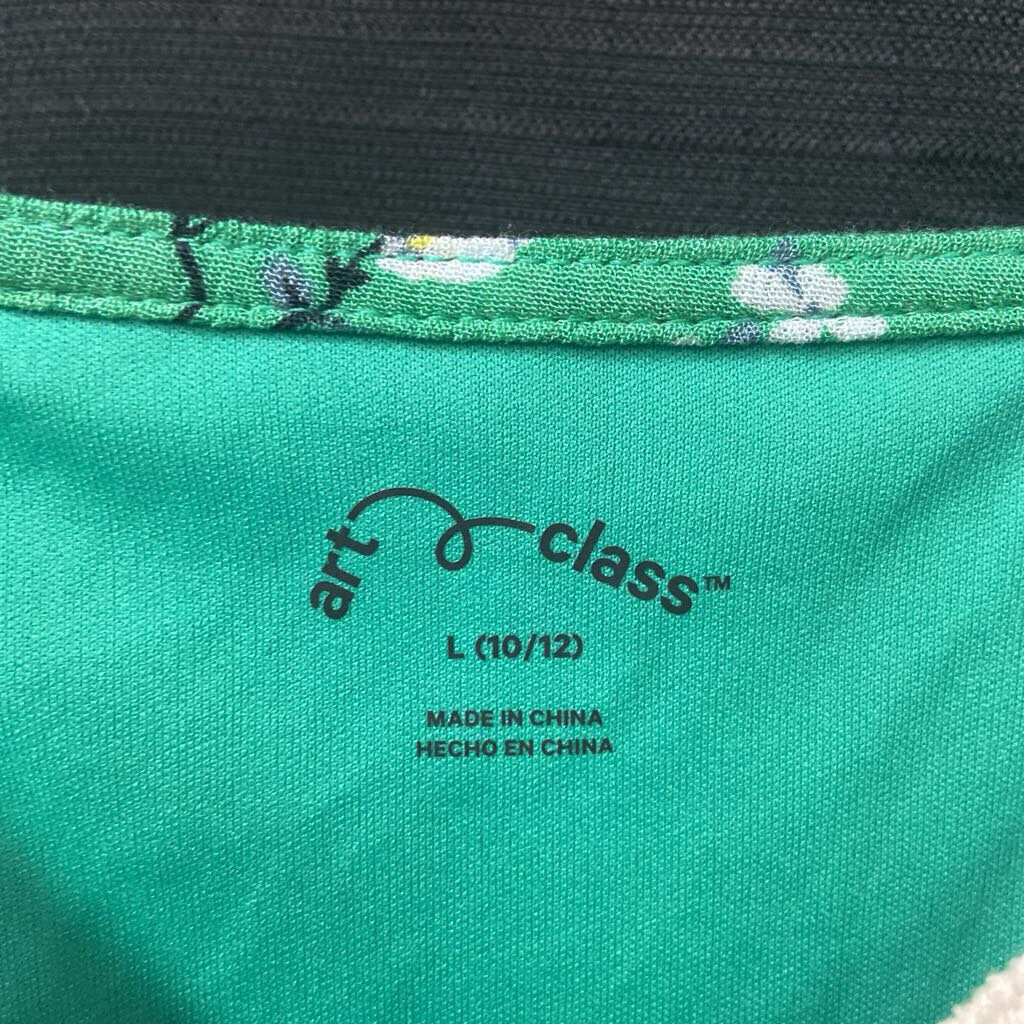 art class™
L (10/12)
MADE IN CHINA
HECHO EN CHINA